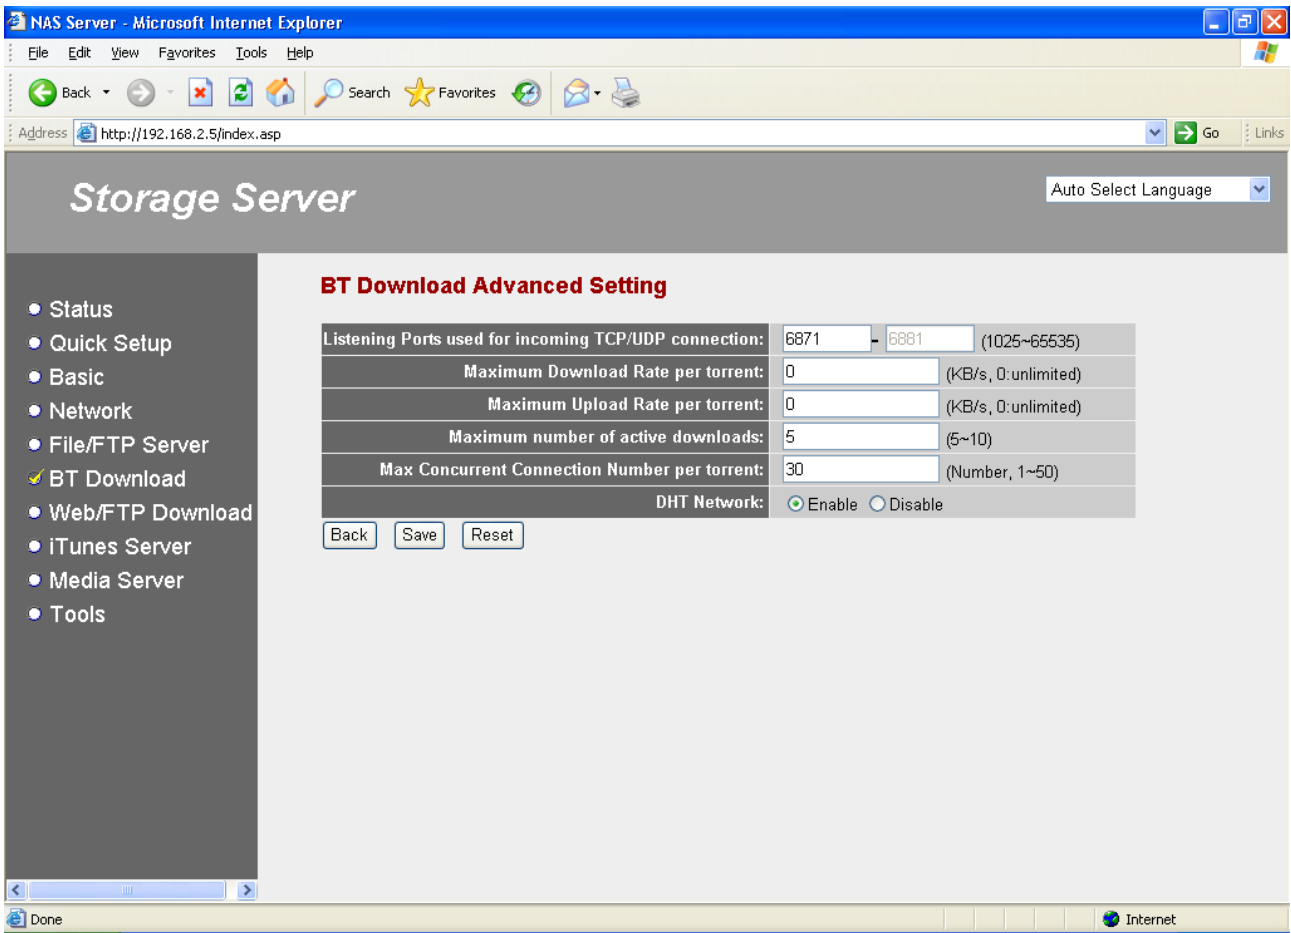 NAS Server - Microsoft Internet Explorer
File Edit View Favorites Tools Help
Back Search Favorites
Address http://192.168.2.5/index.asp Go Links
Storage Server
Auto Select Language
Status
Quick Setup
Basic
Network
File/FTP Server
BT Download
Web/FTP Download
iTunes Server
Media Server
Tools
BT Download Advanced Setting
Listening Ports used for incoming TCP/UDP connection: 6871 - 6881 (1025~65535)
Maximum Download Rate per torrent: 0 (KB/s, 0:unlimited)
Maximum Upload Rate per torrent: 0 (KB/s, 0:unlimited)
Maximum number of active downloads: 5 (5~10)
Max Concurrent Connection Number per torrent: 30 (Number, 1~50)
DHT Network: Enable Disable
Back Save Reset
Done Internet